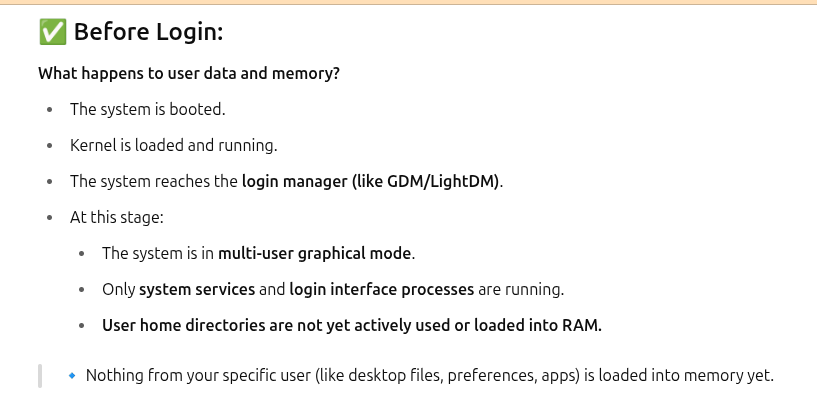 ✅ Before Login:
What happens to user data and memory?
• The system is booted.
• Kernel is loaded and running.
• The system reaches the login manager (like GDM/LightDM).
• At this stage:
• The system is in multi-user graphical mode.
• Only system services and login interface processes are running.
• User home directories are not yet actively used or loaded into RAM.
🔹 Nothing from your specific user (like desktop files, preferences, apps) is loaded into memory yet.